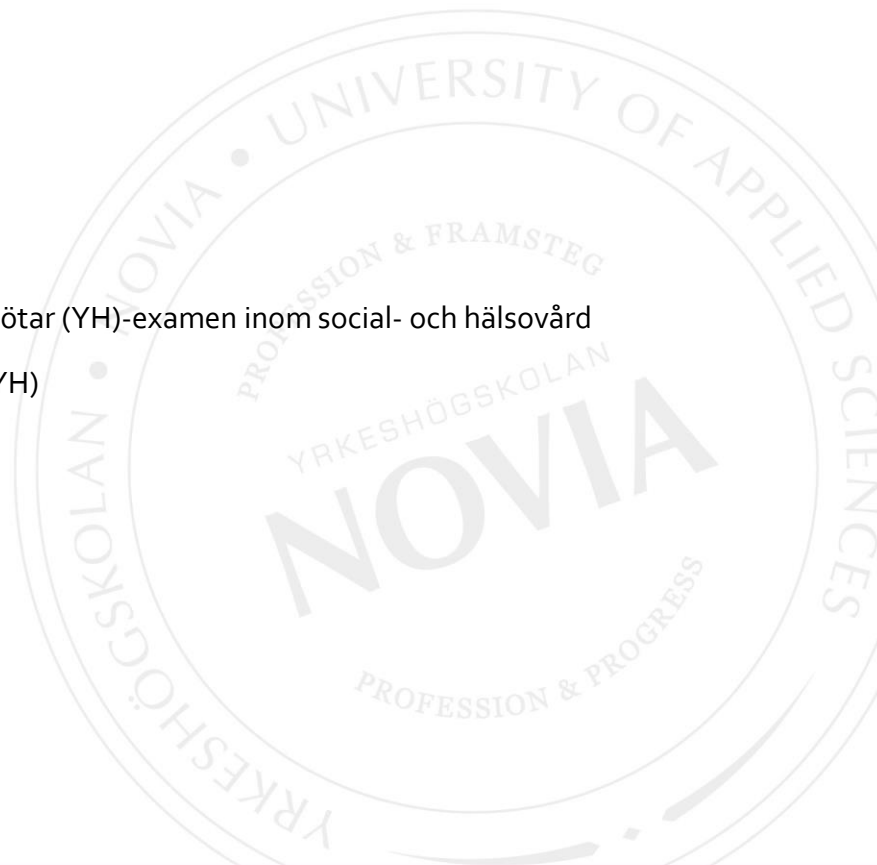 UNIVERSITY OF APPLIED SCIENCES
YRKESHÖGSKOLAN • NOVIA •
PROFESSION & FRAMSTEG
ötar (YH)-examen inom social- och hälsovård
YH)
YRKESHÖGSKOLAN
NOVIA
PROFESSION & PROGRESS